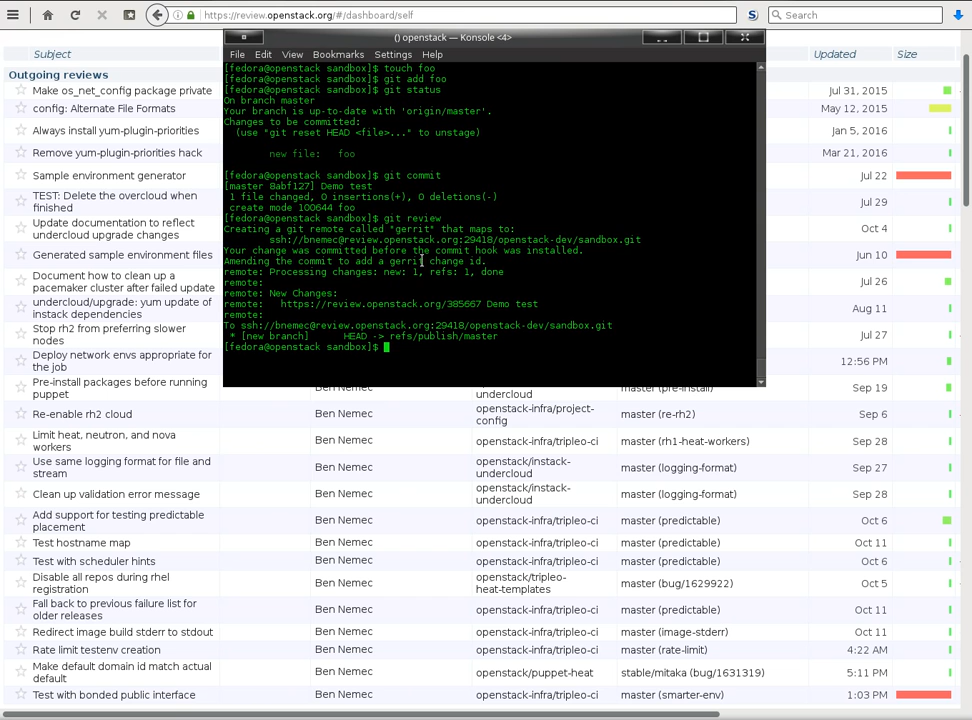 https://review.openstack.org/#/dashboard/self
S
Search
() openstack — Konsole <4>
File Edit View Bookmarks Settings Help
[fedora@openstack sandbox]$ touch foo
[fedora@openstack sandbox]$ git add foo
[fedora@openstack sandbox]$ git status
On branch master
Your branch is up-to-date with 'origin/master'.
Changes to be committed:
(use "git reset HEAD <file>..." to unstage)
new file: foo
[fedora@openstack sandbox]$ git commit
[master 8abf127] Demo test
1 file changed, 0 insertions(+), 0 deletions(-)
create mode 100644 foo
[fedora@openstack sandbox]$ git review
Creating a git remote called "gerrit" that maps to:
ssh://bnemec@review.openstack.org:29418/openstack-dev/sandbox.git
Your change was committed before the commit hook was installed.
Amending the commit to add a gerrit change id.
remote: Processing changes: new: 1, refs: 1, done
remote:
remote: New Changes:
remote: https://review.openstack.org/385667 Demo test
remote:
To ssh://bnemec@review.openstack.org:29418/openstack-dev/sandbox.git
* [new branch] HEAD -> refs/publish/master
[fedora@openstack sandbox]$
Subject Updated Size
Outgoing reviews
Make os_net_config package private Jul 31, 2015
config: Alternate File Formats May 12, 2015
Always install yum-plugin-priorities Jan 5, 2016
Remove yum-plugin-priorities hack Mar 21, 2016
Sample environment generator Jul 22
TEST: Delete the overcloud when
finished Jul 29
Update documentation to reflect
undercloud upgrade changes Oct 4
Generated sample environment files Jun 10
Document how to clean up a
pacemaker cluster after failed update Jul 26
undercloud/upgrade: yum update of
instack dependencies Aug 11
Stop rh2 from preferring slower
nodes Jul 27
Deploy network envs appropriate for
the job 12:56 PM
Pre-install packages before running
puppet Ben Nemec undercloud master (pre-install) Sep 19
Re-enable rh2 cloud Ben Nemec openstack-infra/project-
config master (re-rh2) Sep 6
Limit heat, neutron, and nova
workers Ben Nemec openstack-infra/tripleo-ci master (rh1-heat-workers) Sep 28
Use same logging format for file and
stream Ben Nemec openstack/instack-
undercloud master (logging-format) Sep 27
Clean up validation error message Ben Nemec openstack/instack-
undercloud master (logging-format) Sep 28
Add support for testing predictable
placement Ben Nemec openstack-infra/tripleo-ci master (predictable) Oct 6
Test hostname map Ben Nemec openstack-infra/tripleo-ci master (predictable) Oct 11
Test with scheduler hints Ben Nemec openstack-infra/tripleo-ci master (predictable) Oct 6
Disable all repos during rhel
registration Ben Nemec openstack/tripleo-
heat-templates master (bug/1629922) Oct 5
Fall back to previous failure list for
older releases Ben Nemec openstack-infra/tripleo-ci master (predictable) Oct 11
Redirect image build stderr to stdout Ben Nemec openstack-infra/tripleo-ci master (image-stderr) Oct 11
Rate limit testenv creation Ben Nemec openstack-infra/tripleo-ci master (rate-limit) 4:22 AM
Make default domain id match actual
default Ben Nemec openstack/puppet-heat stable/mitaka (bug/1631319) 5:11 PM
Test with bonded public interface Ben Nemec openstack-infra/tripleo-ci master (smarter-env) 1:03 PM